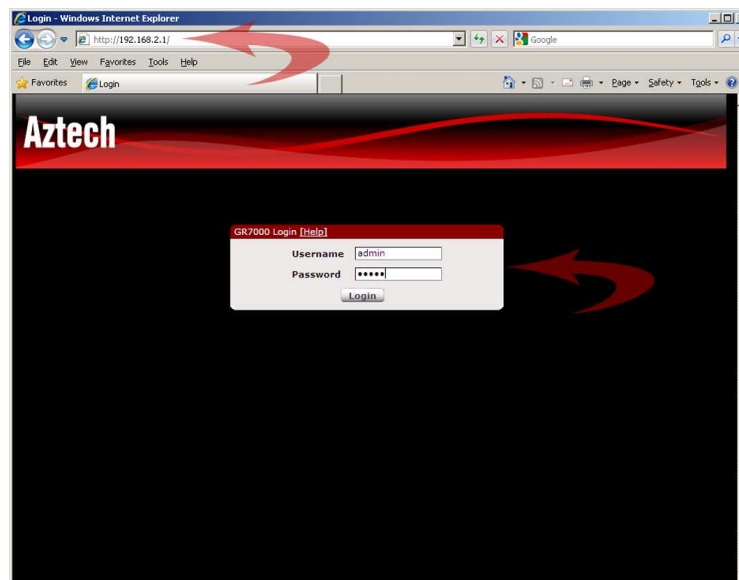 Login - Windows Internet Explorer
http://192.168.2.1/
Google
File Edit View Favorites Tools Help
Favorites Login Page Safety Tools
Aztech
GR7000 Login [Help]
Username admin
Password •••••
Login